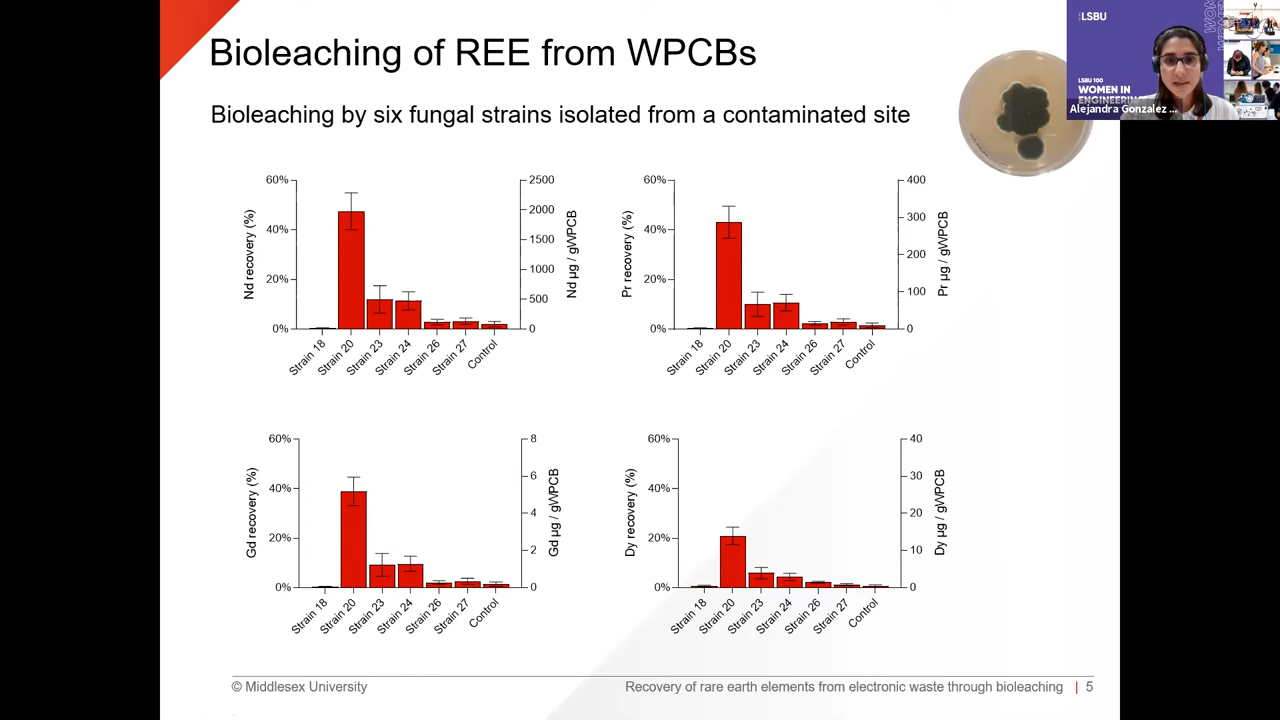 Bioleaching of REE from WPCBs
Bioleaching by six fungal strains isolated from a contaminated site
LSBU
LSBU 100
WOMEN IN
ENGINEERING
Alejandra Gonzalez ...
60%
40%
20%
0%
Nd recovery (%)
2500
2000
1500
1000
500
0
Nd µg / gWPCB
Strain 18
Strain 20
Strain 23
Strain 24
Strain 26
Strain 27
Control
60%
40%
20%
0%
Pr recovery (%)
400
300
200
100
0
Pr µg / gWPCB
Strain 18
Strain 20
Strain 23
Strain 24
Strain 26
Strain 27
Control
60%
40%
20%
0%
Gd recovery (%)
8
6
4
2
0
Gd µg / gWPCB
Strain 18
Strain 20
Strain 23
Strain 24
Strain 26
Strain 27
Control
60%
40%
20%
0%
Dy recovery (%)
40
30
20
10
0
Dy µg / gWPCB
Strain 18
Strain 20
Strain 23
Strain 24
Strain 26
Strain 27
Control
© Middlesex University
Recovery of rare earth elements from electronic waste through bioleaching | 5